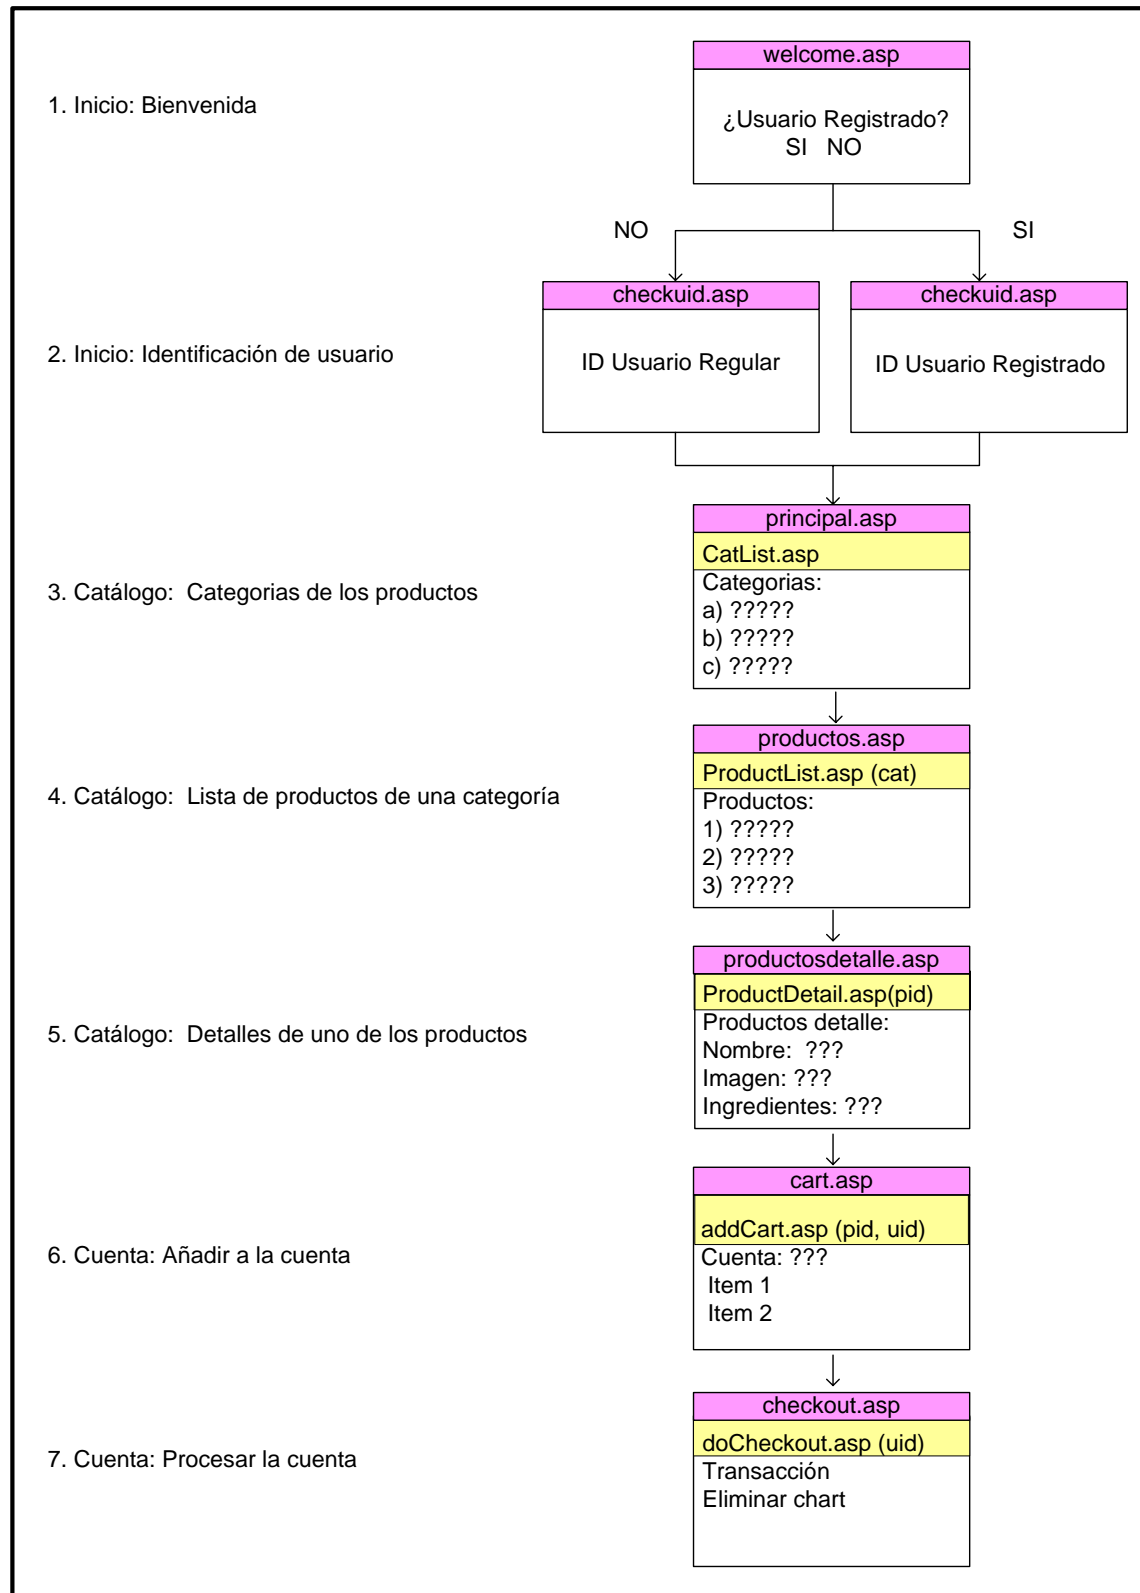 welcome.asp
1. Inicio: Bienvenida
¿Usuario Registrado?
SI NO
NO
SI
checkuid.asp
checkuid.asp
2. Inicio: Identificación de usuario
ID Usuario Regular
ID Usuario Registrado
principal.asp
CatList.asp
3. Catálogo: Categorias de los productos
Categorias:
a) ?????
b) ?????
c) ?????
productos.asp
ProductList.asp (cat)
4. Catálogo: Lista de productos de una categoría
Productos:
1) ?????
2) ?????
3) ?????
productosdetalle.asp
ProductDetail.asp(pid)
5. Catálogo: Detalles de uno de los productos
Productos detalle:
Nombre: ???
Imagen: ???
Ingredientes: ???
cart.asp
addCart.asp (pid, uid)
6. Cuenta: Añadir a la cuenta
Cuenta: ???
Item 1
Item 2
checkout.asp
doCheckout.asp (uid)
7. Cuenta: Procesar la cuenta
Transacción
Eliminar chart